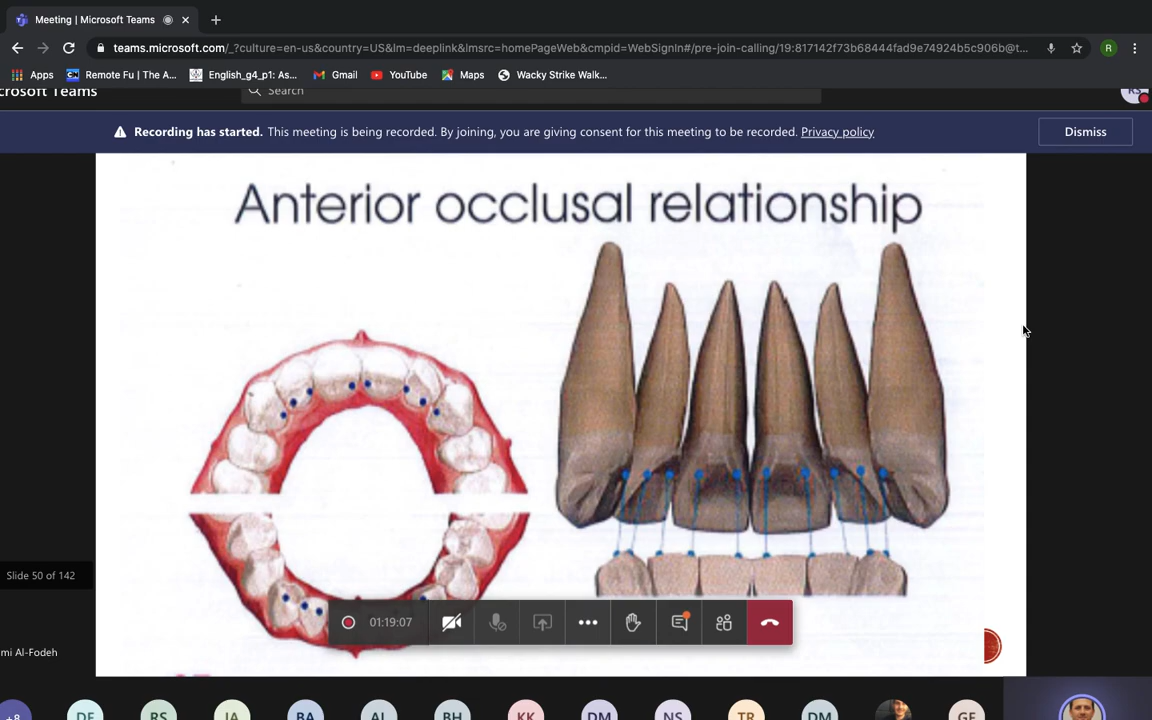 Meeting | Microsoft Teams
teams.microsoft.com/_?culture=en-us&country=US&lm=deeplink&lmsrc=homePageWeb&cmpid=WebSignIn#/pre-join-calling/19:817142f73b68444fad9e74924b5c906b@t...
R
Apps Remote Fu | The A... English_g4_p1: As... Gmail YouTube Maps Wacky Strike Walk...
crosoft Teams Search RS
Recording has started. This meeting is being recorded. By joining, you are giving consent for this meeting to be recorded. Privacy policy Dismiss
Anterior occlusal relationship
Slide 50 of 142
01:19:07
mi Al-Fodeh
+8 DF RS JA BA AL BH KK DM NS TR DM GF